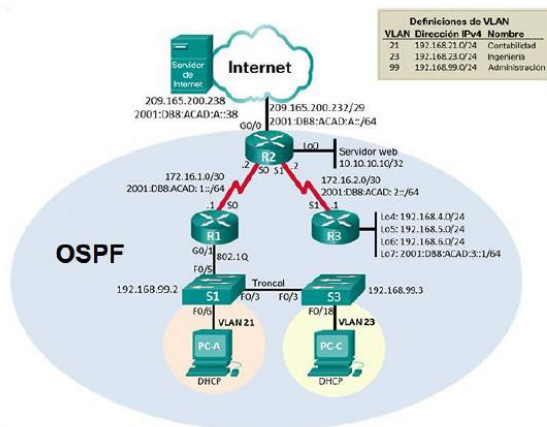 Servidor
de
Internet
Internet
Definiciones de VLAN
VLAN Dirección IPv4 Nombre
21 192.168.21.0/24 Contabilidad
23 192.168.23.0/24 Ingeniería
99 192.168.99.0/24 Administración
209.165.200.238
2001:DB8:ACAD:A::38
209.165.200.232/29
2001:DB8:ACAD:A::/64
G0/0
R2
Lo0
Servidor web
10.10.10.10/32
.2
S0
S1
.2
172.16.1.0/30
2001:DB8:ACAD: 1::/64
172.16.2.0/30
2001:DB8:ACAD: 2::/64
.1
S0
S1
.1
R1
R3
Lo4: 192.168.4.0/24
Lo5: 192.168.5.0/24
Lo6: 192.168.6.0/24
Lo7: 2001:DB8:ACAD:3::1/64
OSPF
G0/1
802.1Q
F0/5
Troncal
192.168.99.2
S1
F0/3
F0/3
S3
192.168.99.3
F0/6
VLAN 21
F0/18
VLAN 23
PC-A
PC-C
DHCP
DHCP